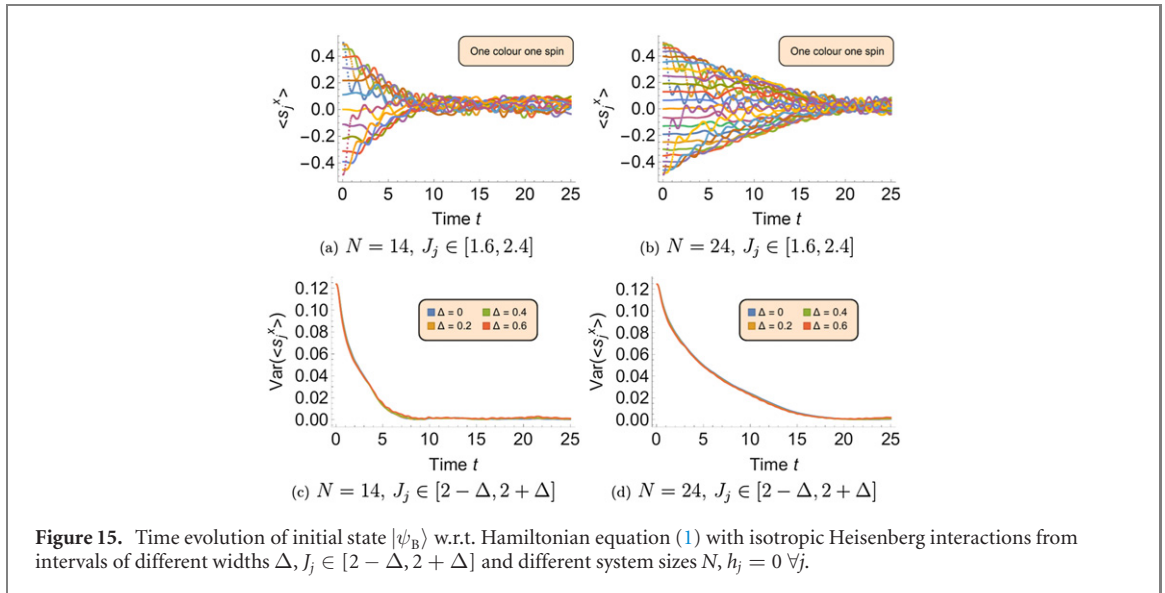 One colour one spin
One colour one spin
<s_j^x>
0.4
0.2
0.0
−0.2
−0.4
0 5 10 15 20 25
Time t
<s_j^x>
0.4
0.2
0.0
−0.2
−0.4
0 5 10 15 20 25
Time t
(a) N = 14, J_j ∈ [1.6, 2.4]
(b) N = 24, J_j ∈ [1.6, 2.4]
Var(<s_j^x>)
0.12
0.10
0.08
0.06
0.04
0.02
0.00
Δ = 0 Δ = 0.4
Δ = 0.2 Δ = 0.6
0 5 10 15 20 25
Time t
Var(<s_j^x>)
0.12
0.10
0.08
0.06
0.04
0.02
0.00
Δ = 0 Δ = 0.4
Δ = 0.2 Δ = 0.6
0 5 10 15 20 25
Time t
(c) N = 14, J_j ∈ [2 − Δ, 2 + Δ]
(d) N = 24, J_j ∈ [2 − Δ, 2 + Δ]
Figure 15. Time evolution of initial state |ψ_B⟩ w.r.t. Hamiltonian equation (1) with isotropic Heisenberg interactions from
intervals of different widths Δ, J_j ∈ [2 − Δ, 2 + Δ] and different system sizes N, h_j = 0 ∀j.